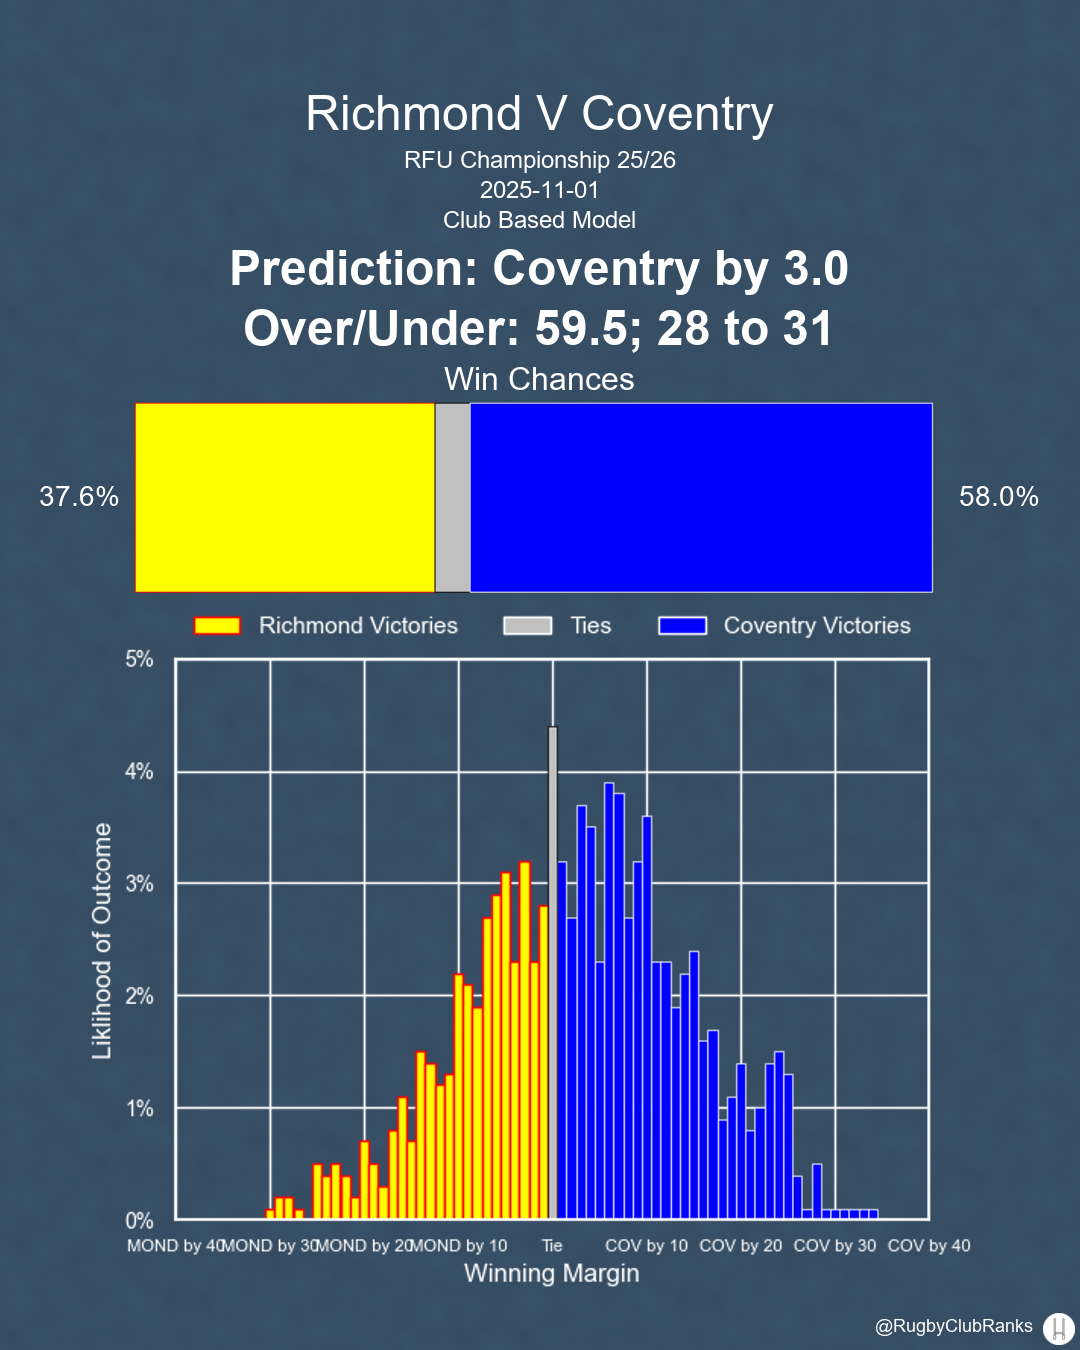 Richmond V Coventry
RFU Championship 25/26
2025-11-01
Club Based Model
Prediction: Coventry by 3.0
Over/Under: 59.5; 28 to 31
Win Chances
37.6%
58.0%
Richmond Victories Ties Coventry Victories
5%
4%
3%
2%
1%
0%
Liklihood of Outcome
MOND by 40 MOND by 30 MOND by 20 MOND by 10 Tie COV by 10 COV by 20 COV by 30 COV by 40
Winning Margin
@RugbyClubRanks